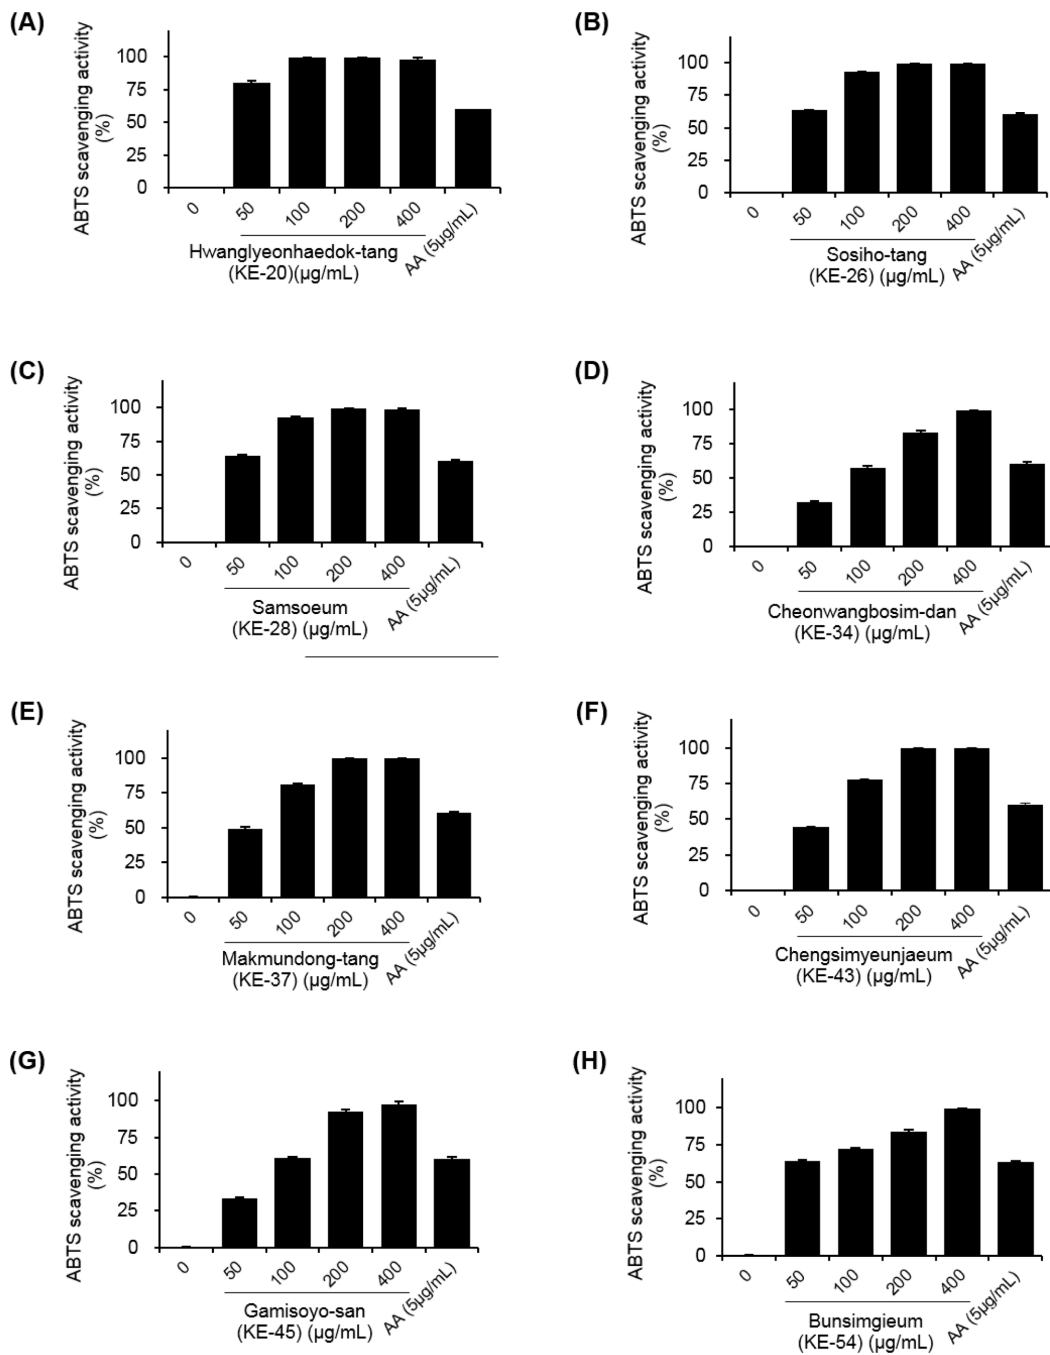 (A)
ABTS scavenging activity
(%)
100
75
50
25
0
0
50
100
200
400
AA (5µg/mL)
Hwanglyeonhaedok-tang
(KE-20)(µg/mL)
(B)
ABTS scavenging activity
(%)
100
75
50
25
0
0
50
100
200
400
AA (5µg/mL)
Sosiho-tang
(KE-26) (µg/mL)
(C)
ABTS scavenging activity
(%)
100
75
50
25
0
0
50
100
200
400
AA (5µg/mL)
Samsoeum
(KE-28) (µg/mL)
(D)
ABTS scavenging activity
(%)
100
75
50
25
0
0
50
100
200
400
AA (5µg/mL)
Cheonwangbosim-dan
(KE-34) (µg/mL)
(E)
ABTS scavenging activity
(%)
100
75
50
25
0
0
50
100
200
400
AA (5µg/mL)
Makmundong-tang
(KE-37) (µg/mL)
(F)
ABTS scavenging activity
(%)
100
75
50
25
0
0
50
100
200
400
AA (5µg/mL)
Chengsimyeunjaeum
(KE-43) (µg/mL)
(G)
ABTS scavenging activity
(%)
100
75
50
25
0
0
50
100
200
400
AA (5µg/mL)
Gamisoyo-san
(KE-45) (µg/mL)
(H)
ABTS scavenging activity
(%)
100
75
50
25
0
0
50
100
200
400
AA (5µg/mL)
Bunsimgieum
(KE-54) (µg/mL)